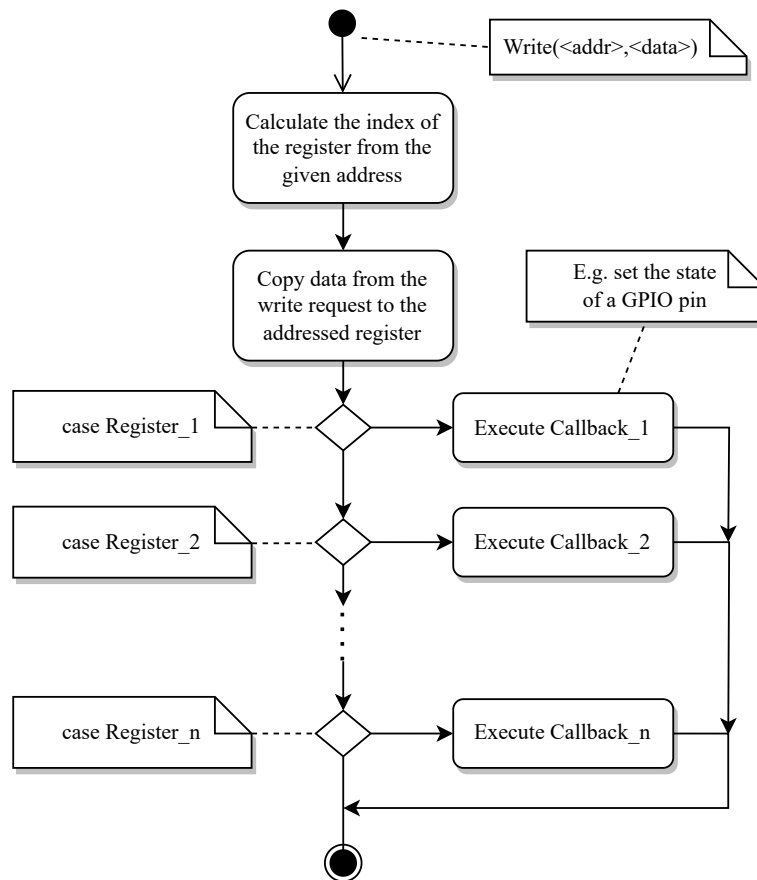 Write(<addr>,<data>)
Calculate the index of
the register from the
given address
Copy data from the
write request to the
addressed register
E.g. set the state
of a GPIO pin
case Register_1
Execute Callback_1
case Register_2
Execute Callback_2
case Register_n
Execute Callback_n